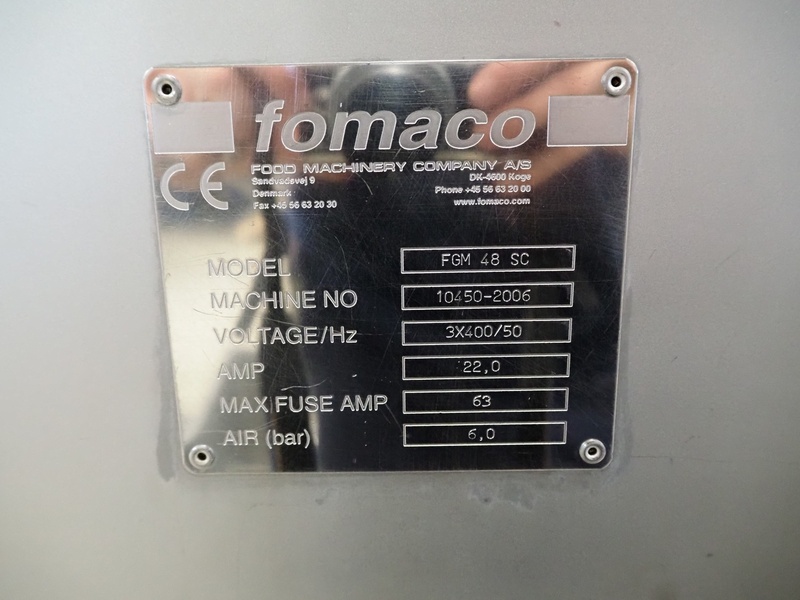 fomaco
FOOD MACHINERY COMPANY A/S
Sandvadsvej 9 DK-4600 Koge
Denmark Phone +45 56 63 20 00
Fax +45 56 63 20 30 www.fomaco.com
CE
MODEL FGM 48 SC
MACHINE NO 10450-2006
VOLTAGE/Hz 3X400/50
AMP 22,0
MAX FUSE AMP 63
AIR (bar) 6,0